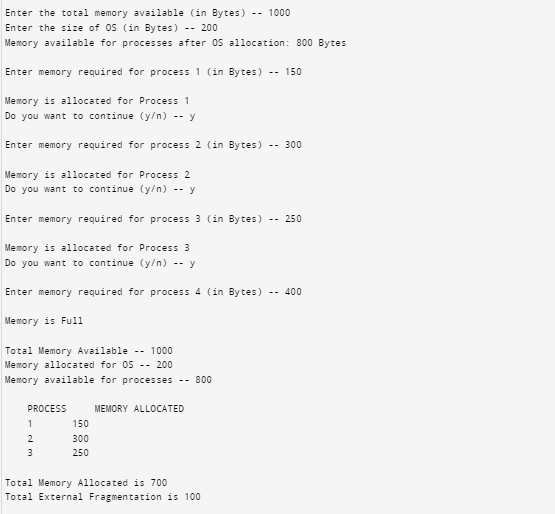 Enter the total memory available (in Bytes) -- 1000
Enter the size of OS (in Bytes) -- 200
Memory available for processes after OS allocation: 800 Bytes
Enter memory required for process 1 (in Bytes) -- 150
Memory is allocated for Process 1
Do you want to continue (y/n) -- y
Enter memory required for process 2 (in Bytes) -- 300
Memory is allocated for Process 2
Do you want to continue (y/n) -- y
Enter memory required for process 3 (in Bytes) -- 250
Memory is allocated for Process 3
Do you want to continue (y/n) -- y
Enter memory required for process 4 (in Bytes) -- 400
Memory is Full
Total Memory Available -- 1000
Memory allocated for OS -- 200
Memory available for processes -- 800
PROCESS MEMORY ALLOCATED
1 150
2 300
3 250
Total Memory Allocated is 700
Total External Fragmentation is 100